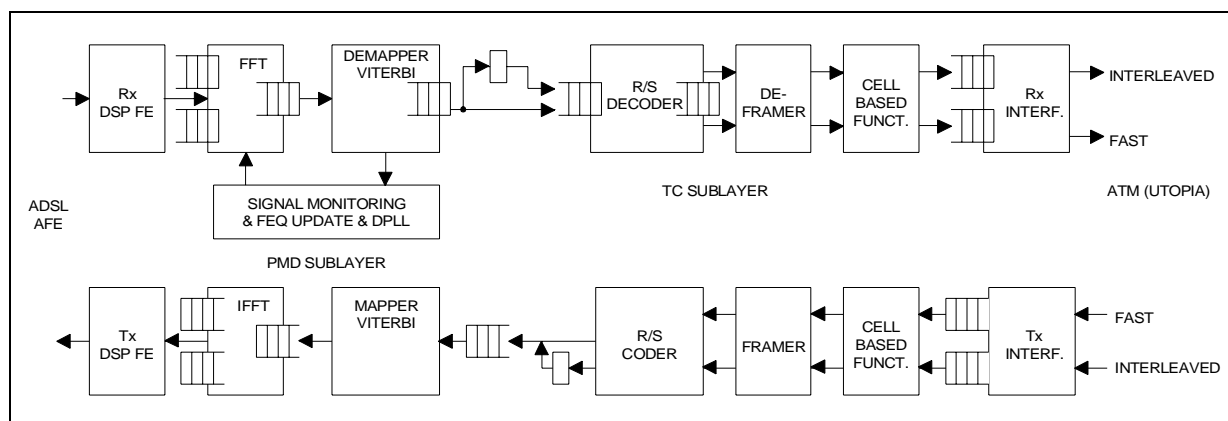 Rx
DSP FE
FFT
DEMAPPER
VITERBI
R/S
DECODER
DE-
FRAMER
CELL
BASED
FUNCT.
Rx
INTERF.
INTERLEAVED
FAST
SIGNAL MONITORING
& FEQ UPDATE & DPLL
TC SUBLAYER
ATM (UTOPIA)
ADSL
AFE
PMD SUBLAYER
Tx
DSP FE
IFFT
MAPPER
VITERBI
R/S
CODER
FRAMER
CELL
BASED
FUNCT.
Tx
INTERF.
FAST
INTERLEAVED